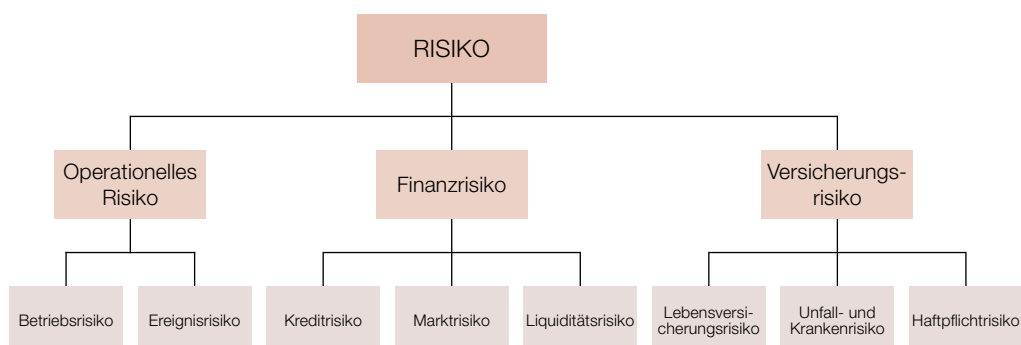 RISIKO
Operationelles
Risiko
Finanzrisiko
Versicherungs-
risiko
Betriebsrisiko
Ereignisrisiko
Kreditrisiko
Marktrisiko
Liquiditätsrisiko
Lebensversi-
cherungsrisiko
Unfall- und
Krankenrisiko
Haftpflichtrisiko